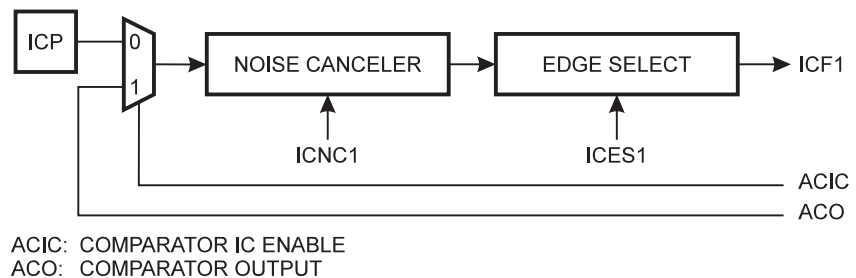 ICP
0
1
NOISE CANCELER
EDGE SELECT
ICF1
ICNC1
ICES1
ACIC
ACO
ACIC: COMPARATOR IC ENABLE
ACO: COMPARATOR OUTPUT